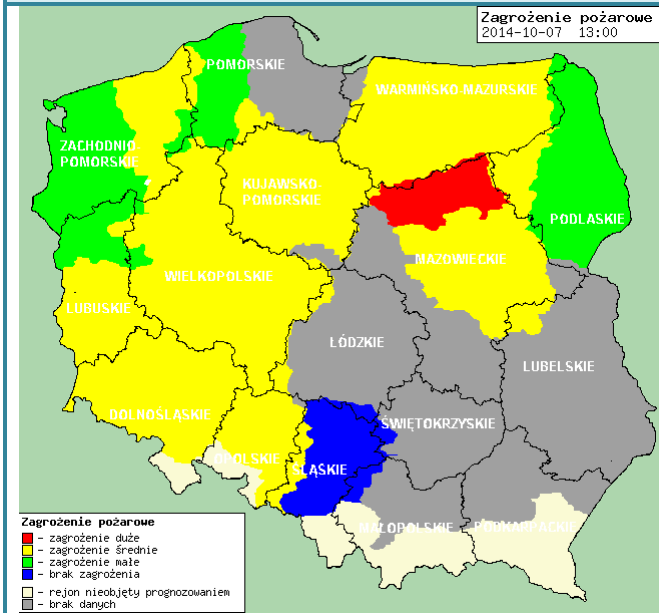 Zagrożenie pożarowe
2014-10-07 13:00
POMORSKIE
WARMIŃSKO-MAZURSKIE
ZACHODNIO-
POMORSKIE
KUJAWSKO-
POMORSKIE
PODLASKIE
MAZOWIECKIE
WIELKOPOLSKIE
LUBUSKIE
ŁÓDZKIE
LUBELSKIE
DOLNOŚLĄSKIE
ŚWIĘTOKRZYSKIE
OPOLSKIE
ŚLĄSKIE
MAŁOPOLSKIE
PODKARPACKIE
Zagrożenie pożarowe
- zagrożenie duże
- zagrożenie średnie
- zagrożenie małe
- brak zagrożenia
- rejon nieobjęty prognozowaniem
- brak danych